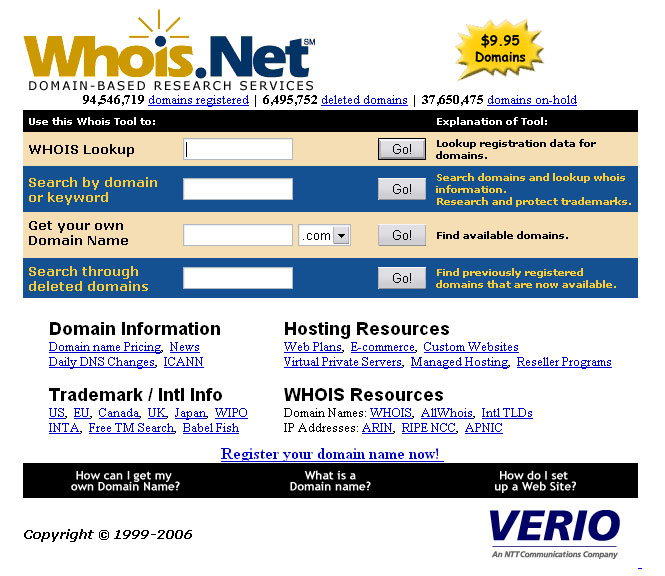 Whois.Net SM
DOMAIN-BASED RESEARCH SERVICES
$9.95
Domains
94,546,719 domains registered | 6,495,752 deleted domains | 37,650,475 domains on-hold
Use this Whois Tool to: Explanation of Tool:
WHOIS Lookup Go! Lookup registration data for
domains.
Search by domain
or keyword
Go!
Search domains and lookup whois
information.
Research and protect trademarks.
Get your own
Domain Name
.com Go! Find available domains.
Search through
deleted domains
Go!
Find previously registered
domains that are now available.
Domain Information
Domain name Pricing, News
Daily DNS Changes, ICANN
Hosting Resources
Web Plans, E-commerce, Custom Websites
Virtual Private Servers, Managed Hosting, Reseller Programs
Trademark / Intl Info
US, EU, Canada, UK, Japan, WIPO
INTA, Free TM Search, Babel Fish
WHOIS Resources
Domain Names: WHOIS, AllWhois, Intl TLDs
IP Addresses: ARIN, RIPE NCC, APNIC
Register your domain name now!
How can I get my
own Domain Name?
What is a
Domain name?
How do I set
up a Web Site?
Copyright © 1999-2006
VERIO
An NTT Communications Company